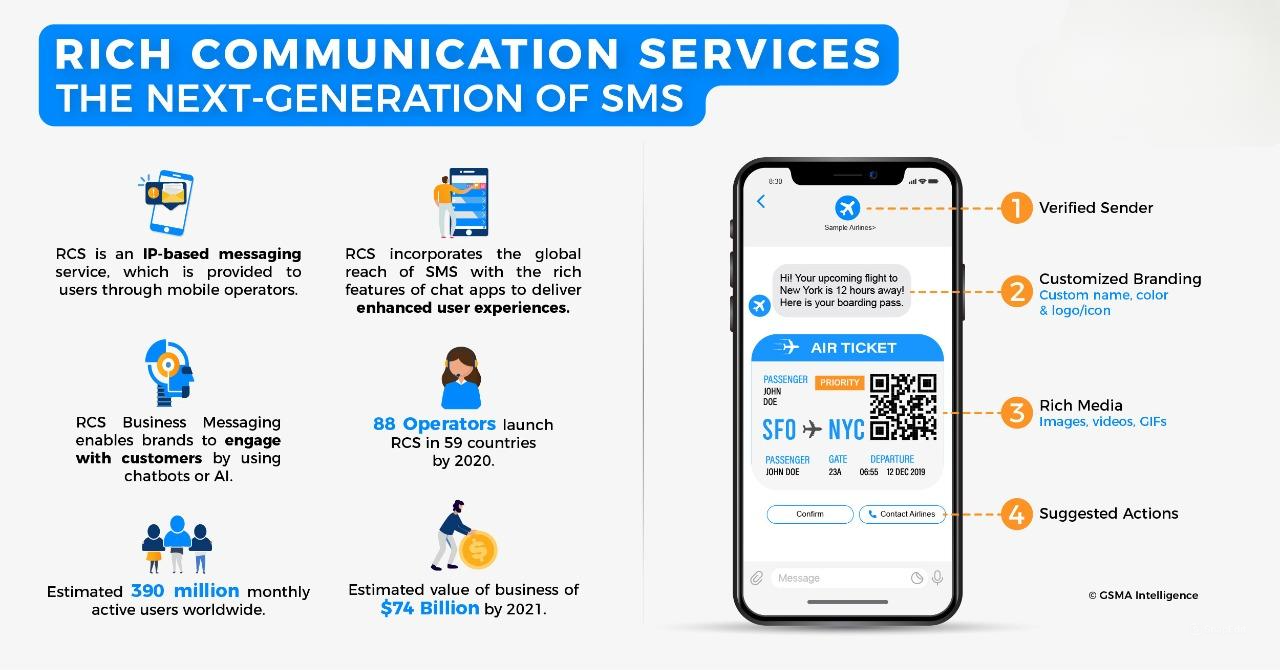 RICH COMMUNICATION SERVICES
THE NEXT-GENERATION OF SMS
RCS is an IP-based messaging
service, which is provided to
users through mobile operators.
RCS incorporates the global
reach of SMS with the rich
features of chat apps to deliver
enhanced user experiences.
RCS Business Messaging
enables brands to engage
with customers by using
chatbots or AI.
88 Operators launch
RCS in 59 countries
by 2020.
Estimated 390 million monthly
active users worldwide.
Estimated value of business of
$74 Billion by 2021.
8:30
Sample Airlines>
Hi! Your upcoming flight to
New York is 12 hours away!
Here is your boarding pass.
AIR TICKET
PASSENGER
JOHN
DOE
PRIORITY
SFO NYC
PASSENGER GATE DEPARTURE
JOHN DOE 23A 06:55 12 DEC 2019
Confirm
Contact Airlines
Message
1 Verified Sender
2 Customized Branding
Custom name, color
& logo/icon
3 Rich Media
Images, videos, GIFs
4 Suggested Actions
© GSMA Intelligence